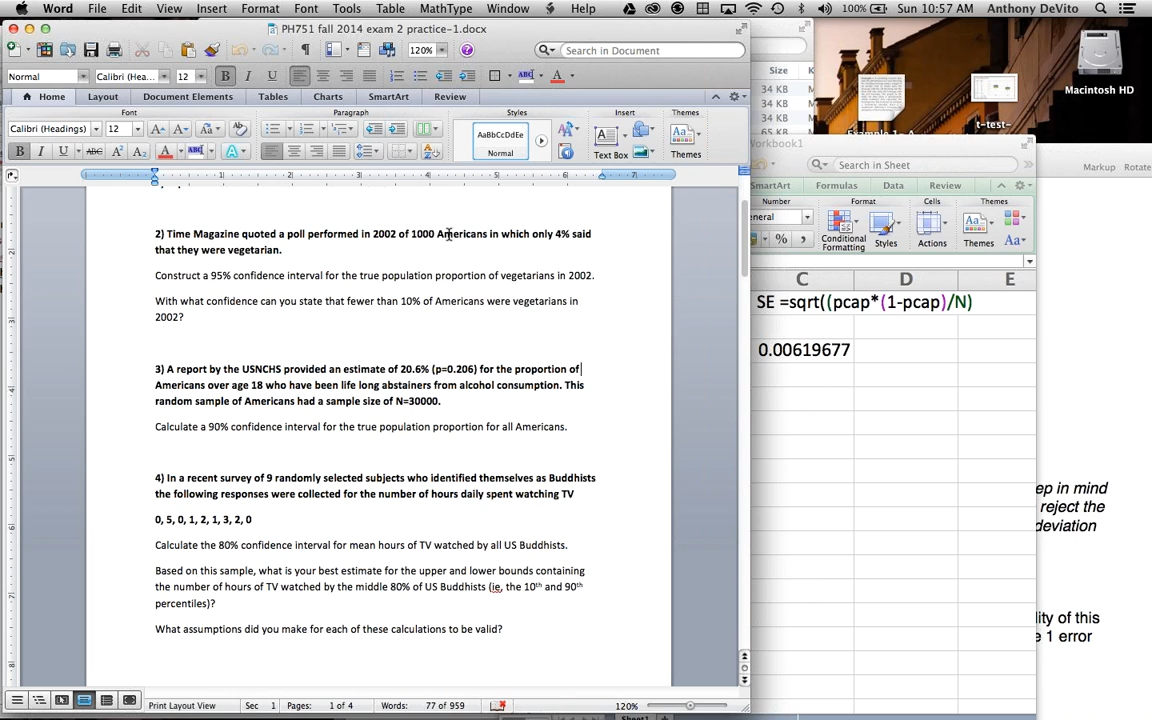 Word File Edit View Insert Format Font Tools Table MathType Window Help 100% Sun 10:57 AM Anthony DeVito
PH751 fall 2014 exam 2 practice-1.docx
120% Search in Document
Normal Calibri (Hea... 12 B I U
Home Layout Document Elements Tables Charts SmartArt Review
Font Paragraph Styles Insert Themes
Calibri (Headings) 12 AaBbCcDdEe
B I U ABC Normal Text Box Themes
2) Time Magazine quoted a poll performed in 2002 of 1000 Americans in which only 4% said
that they were vegetarian.
Construct a 95% confidence interval for the true population proportion of vegetarians in 2002.
With what confidence can you state that fewer than 10% of Americans were vegetarians in
2002?
3) A report by the USNCHS provided an estimate of 20.6% (p=0.206) for the proportion of
Americans over age 18 who have been life long abstainers from alcohol consumption. This
random sample of Americans had a sample size of N=30000.
Calculate a 90% confidence interval for the true population proportion for all Americans.
4) In a recent survey of 9 randomly selected subjects who identified themselves as Buddhists
the following responses were collected for the number of hours daily spent watching TV
0, 5, 0, 1, 2, 1, 3, 2, 0
Calculate the 80% confidence interval for mean hours of TV watched by all US Buddhists.
Based on this sample, what is your best estimate for the upper and lower bounds containing
the number of hours of TV watched by the middle 80% of US Buddhists (ie, the 10th and 90th
percentiles)?
What assumptions did you make for each of these calculations to be valid?
Print Layout View Sec 1 Pages: 1 of 4 Words: 77 of 959 120%
Size
34 KB
17 KB
34 KB
65 KB
Example 1- A
t-test-
Macintosh HD
Workbook1
Search in Sheet
Markup Rotate
SmartArt Formulas Data Review
Number Format Cells Themes
eneral
Conditional Formatting Styles Actions Themes Aa
C D E
SE =sqrt((pcap*(1-pcap)/N)
0.00619677
ep in mind
reject the
deviation
lity of this
e 1 error
Sheet1